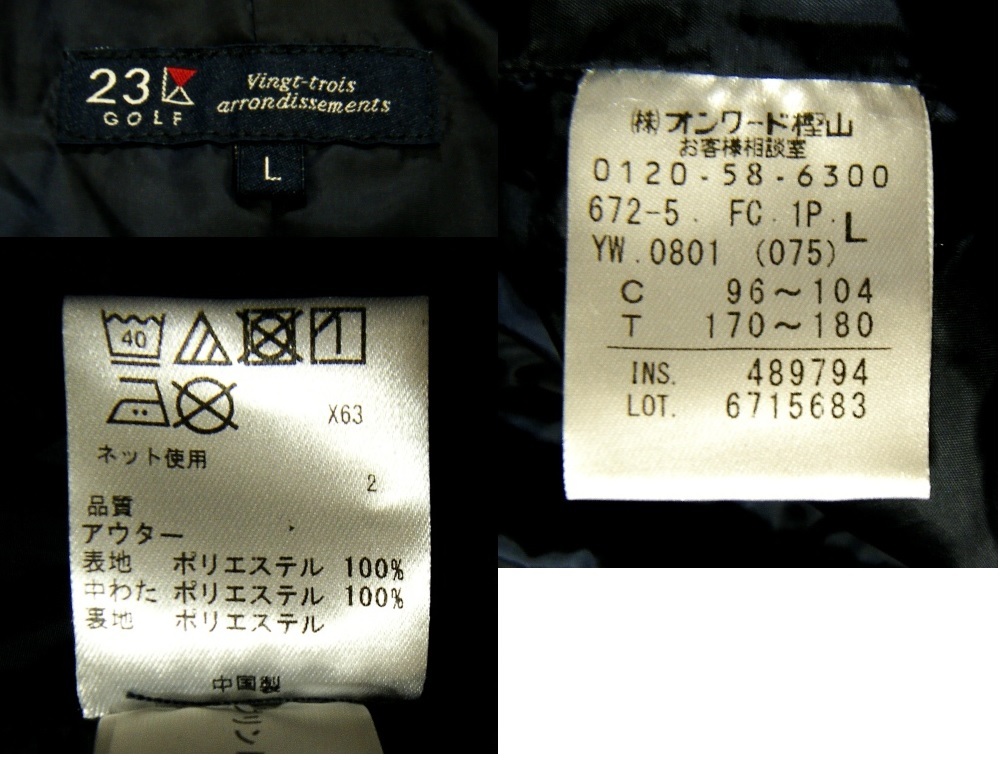 23区
GOLF
Vingt-trois
arrondissements
L
(株)オンワード樫山
お客様相談室
0120-58-6300
672-5. FC. 1P. L
YW.0801 (075)
C 96～104
T 170～180
INS. 489794
LOT. 6715683
40
X63
ネット使用
2
品質
アウター
表地 ポリエステル 100%
中わた ポリエステル 100%
裏地 ポリエステル
中国製